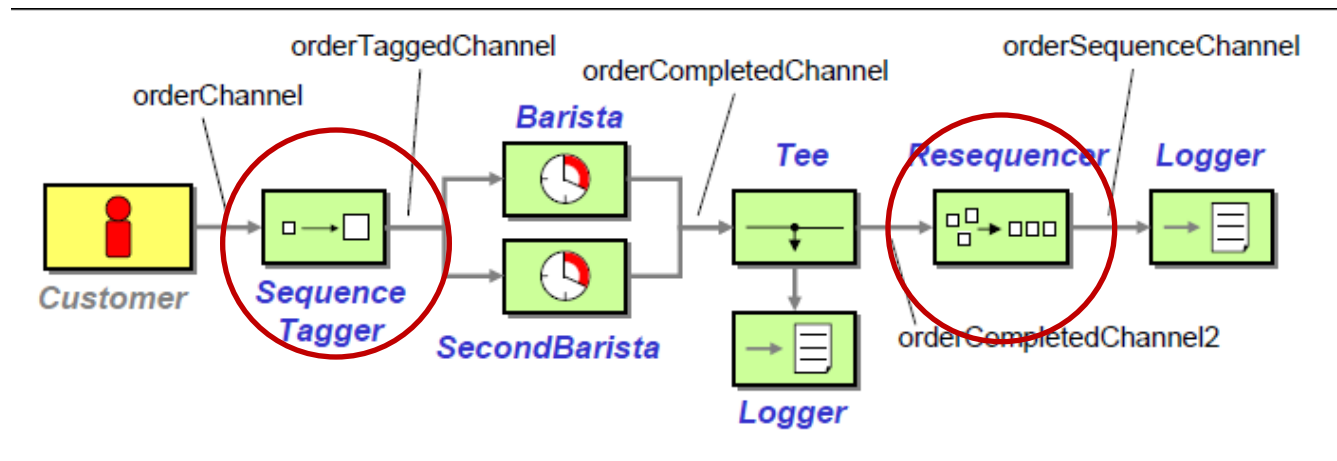 orderTaggedChannel
orderSequenceChannel
orderCompletedChannel
orderChannel
Barista
Tee
Resequencer
Logger
Customer
Sequence
Tagger
SecondBarista
orderCompletedChannel2
Logger